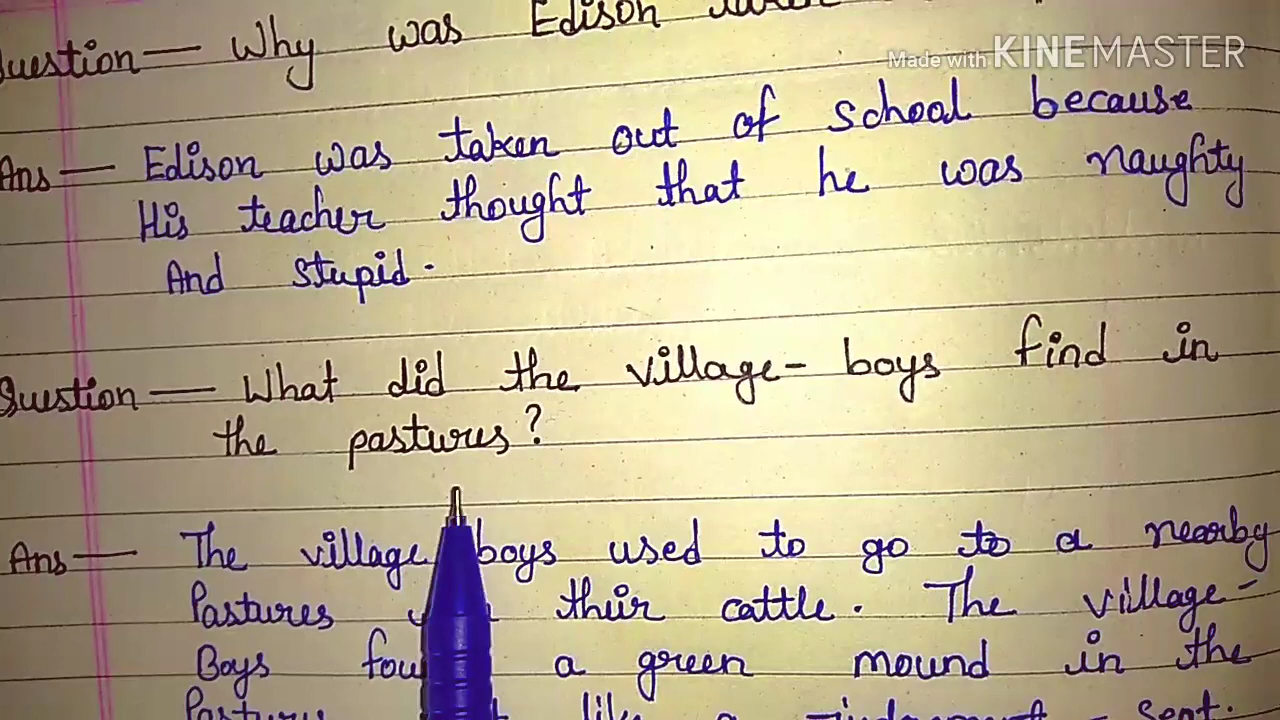 Question — Why was Edison taken
Made with KINEMASTER
Ans — Edison was taken out of school because
His teacher thought that he was naughty
And stupid.
Question — What did the village-boys find in
the pastures?
Ans — The village boys used to go to a nearby
Pastures their cattle. The village-
Boys a green mound in the
like a